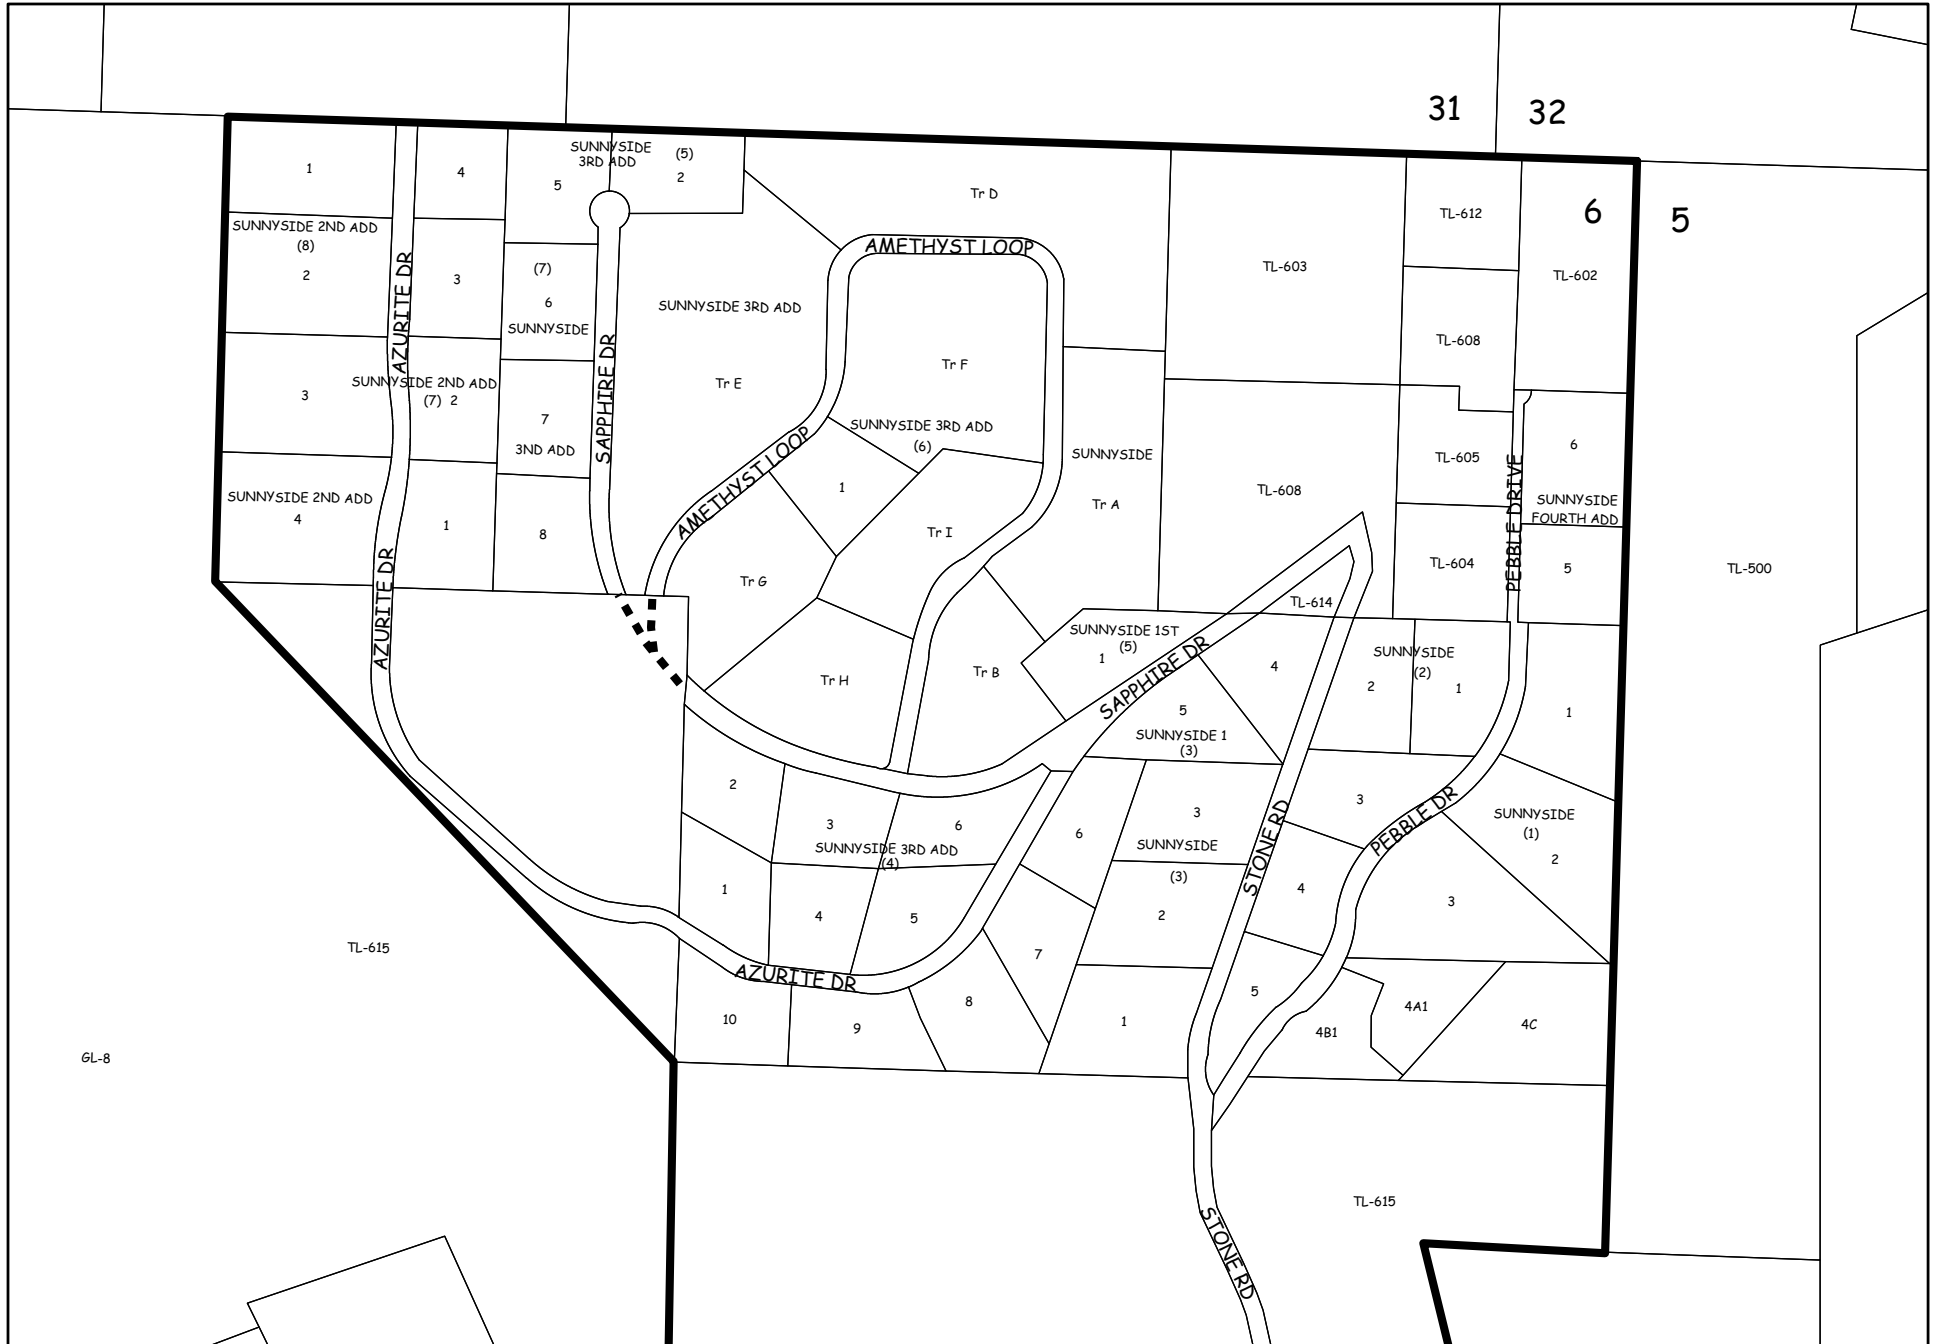 31
32
6
5
SUNNYSIDE
3RD ADD
(5)
2
1
4
5
Tr D
TL-612
TL-603
TL-602
SUNNYSIDE 2ND ADD
(8)
2
AZURITE DR
3
(7)
6
SUNNYSIDE
SAPPHIRE DR
SUNNYSIDE 3RD ADD
AMETHYST LOOP
TL-608
3
SUNNYSIDE 2ND ADD
(7) 2
7
3ND ADD
Tr E
Tr F
SUNNYSIDE 3RD ADD
(6)
AMETHYST LOOP
1
SUNNYSIDE
Tr A
TL-608
TL-605
PEBBLE DRIVE
6
SUNNYSIDE
FOURTH ADD
SUNNYSIDE 2ND ADD
4
1
8
Tr I
Tr G
TL-604
5
TL-500
AZURITE DR
TL-614
SUNNYSIDE 1ST
(5)
1
SAPPHIRE DR
4
SUNNYSIDE
(2)
2
1
1
Tr H
Tr B
5
SUNNYSIDE 1
(3)
2
3
6
SUNNYSIDE 3RD ADD
(4)
6
3
SUNNYSIDE
(3)
STONE RD
3
PEBBLE DR
SUNNYSIDE
(1)
2
1
4
5
2
4
3
TL-615
7
AZURITE DR
8
5
4A1
10
9
1
4B1
4C
GL-8
TL-615
STONE RD